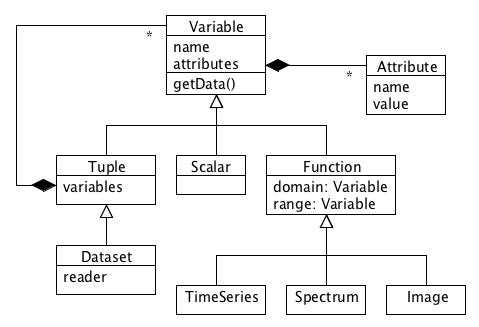 Variable
*
name
attributes
getData()
Attribute
*
name
value
Tuple
variables
Scalar
Function
domain: Variable
range: Variable
Dataset
reader
TimeSeries
Spectrum
Image